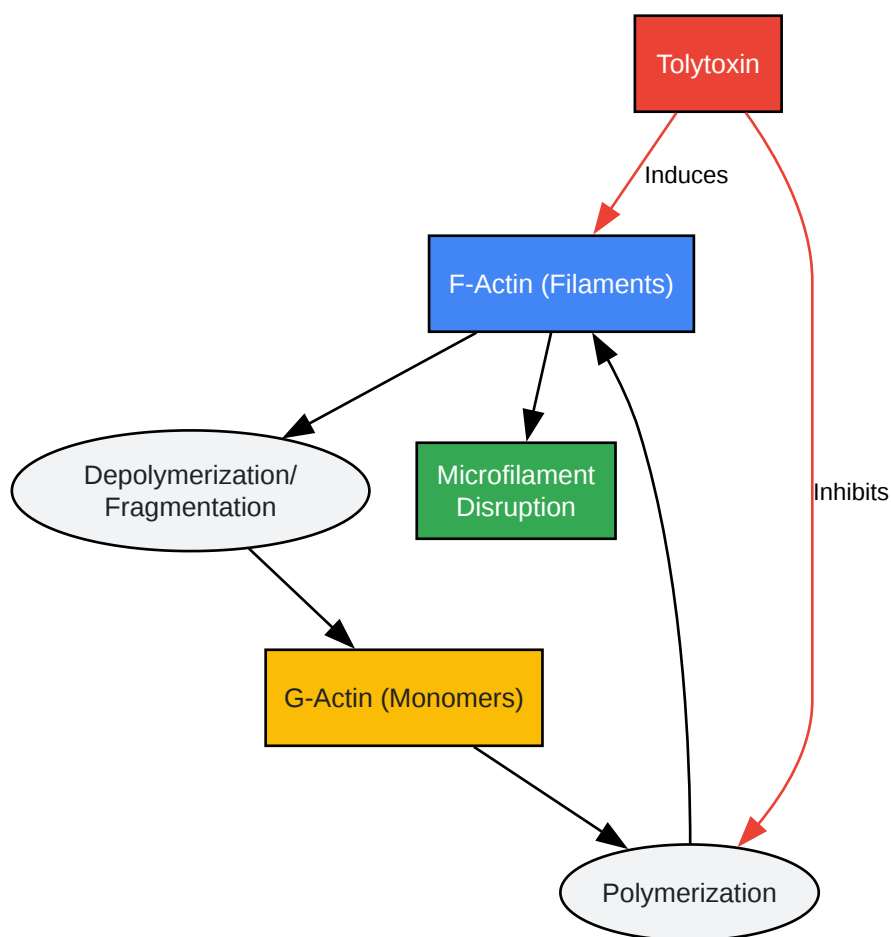 Tolytoxin
Induces
F-Actin (Filaments)
Depolymerization/
Fragmentation
Microfilament
Disruption
Inhibits
G-Actin (Monomers)
Polymerization